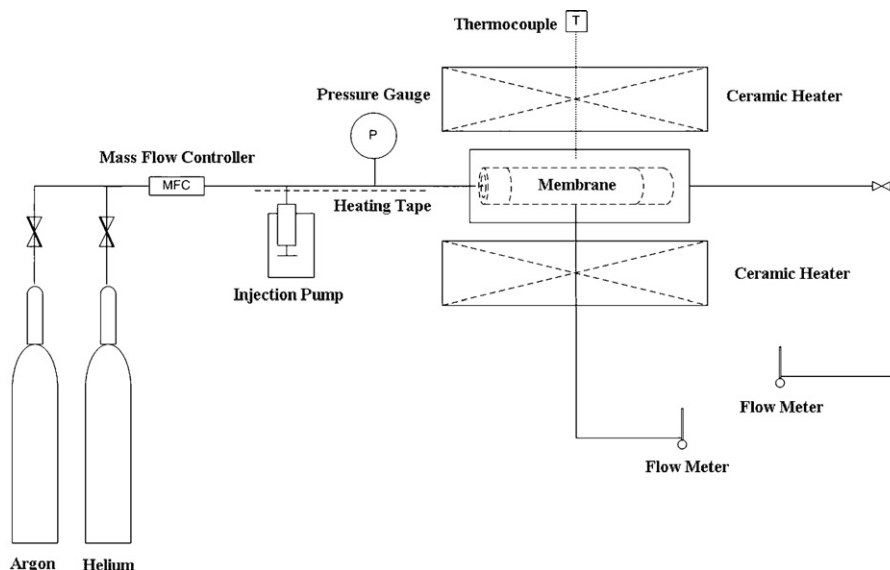 Thermocouple
T
Pressure Gauge
Ceramic Heater
P
Mass Flow Controller
MFC
Membrane
Heating Tape
Injection Pump
Ceramic Heater
Flow Meter
Flow Meter
Argon
Helium